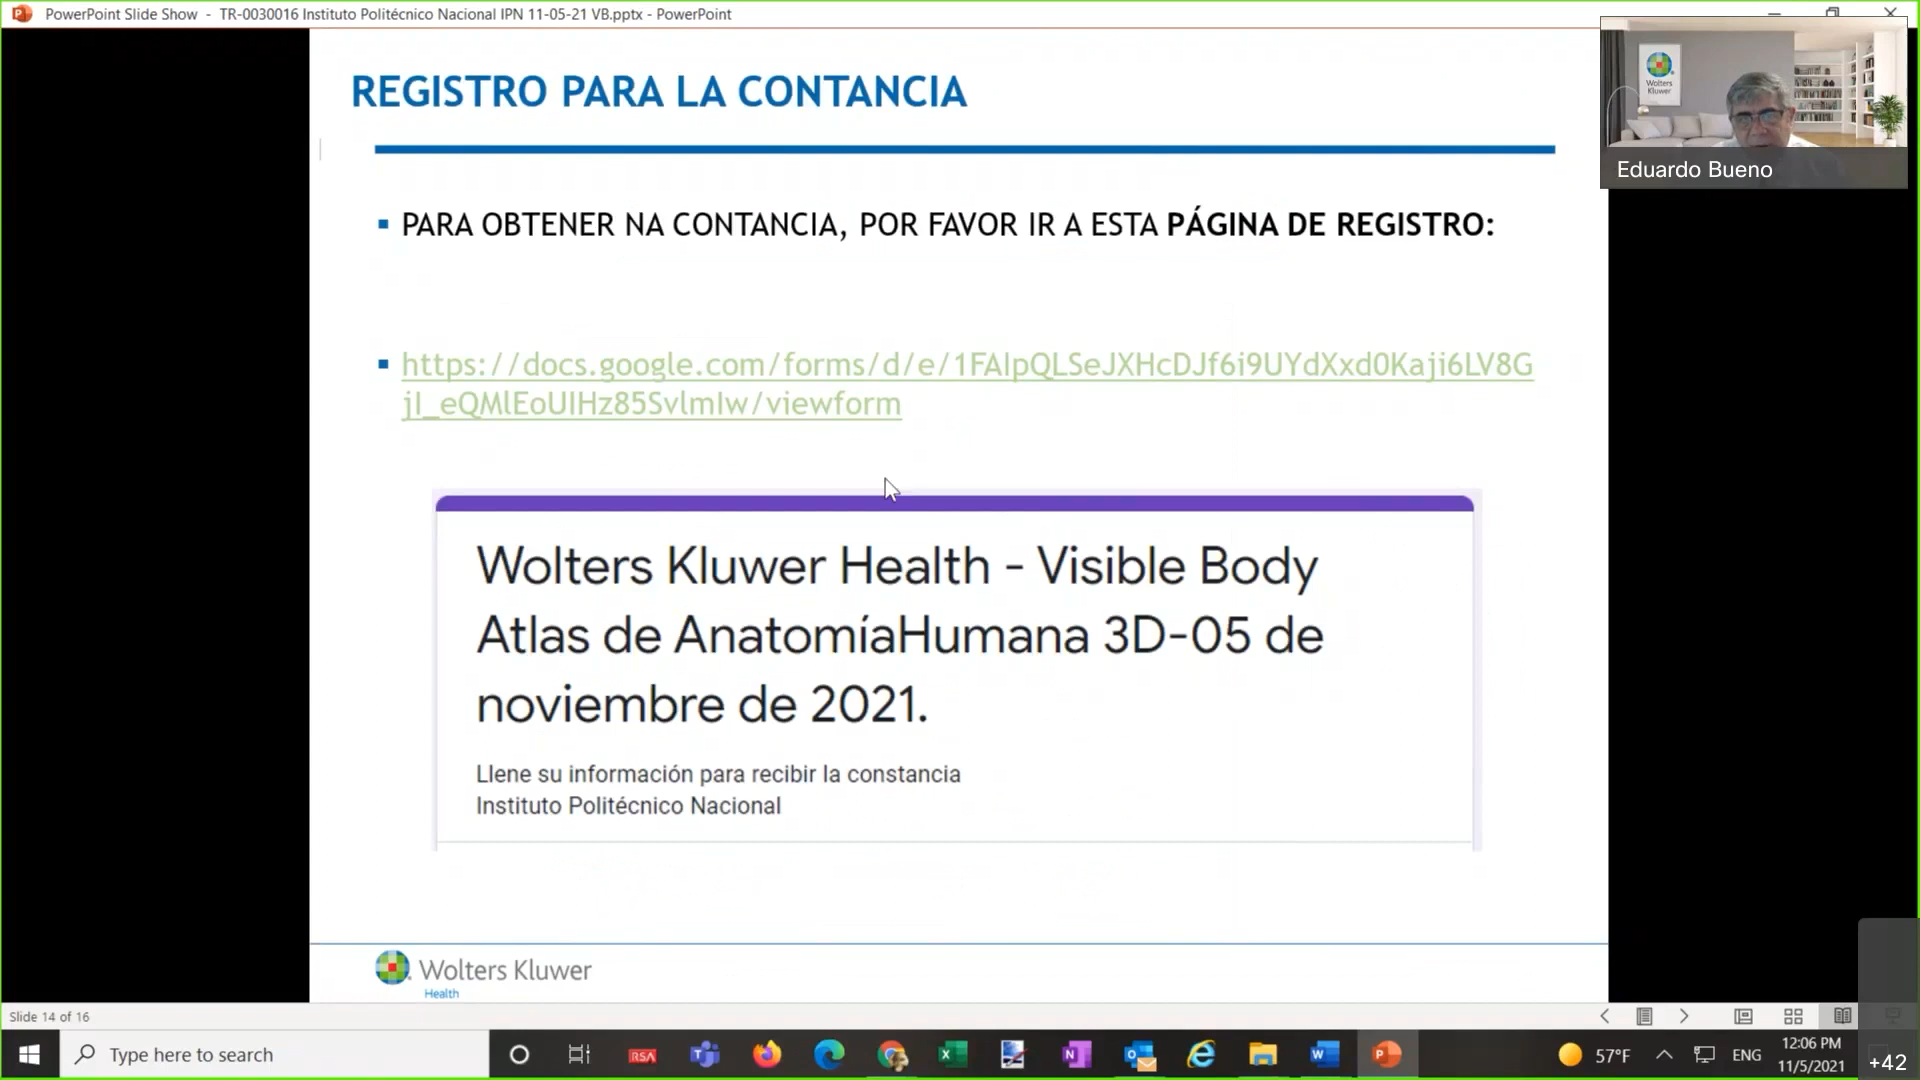 PowerPoint Slide Show - TR-0030016 Instituto Politécnico Nacional IPN 11-05-21 VB.pptx - PowerPoint
REGISTRO PARA LA CONTANCIA
Wolters
Kluwer
Eduardo Bueno
PARA OBTENER NA CONTANCIA, POR FAVOR IR A ESTA PÁGINA DE REGISTRO:
https://docs.google.com/forms/d/e/1FAIpQLSeJXHcDJf6i9UYdXxd0Kaji6LV8G
jI_eQMlEoUIHz85SvlmIw/viewform
Wolters Kluwer Health - Visible Body
Atlas de AnatomíaHumana 3D-05 de
noviembre de 2021.
Llene su información para recibir la constancia
Instituto Politécnico Nacional
Wolters Kluwer
Health
Slide 14 of 16
Type here to search
RSA
57°F
ENG
12:06 PM
11/5/2021
+42